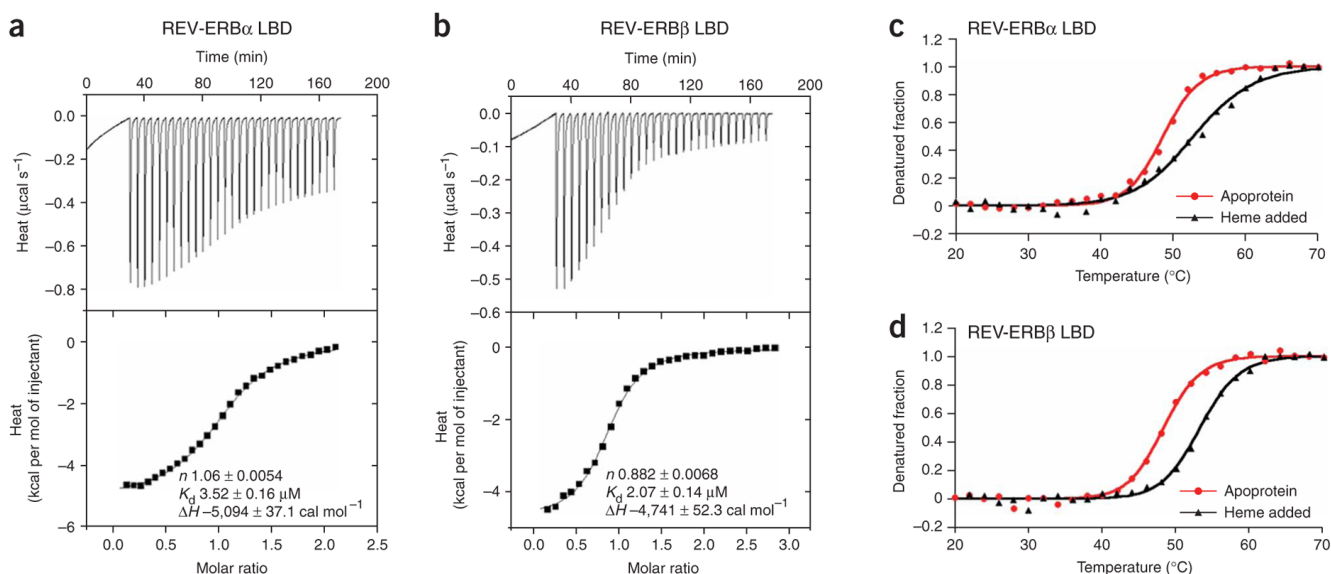 a
REV-ERBα LBD
Time (min)
0 40 80 120 160 200
0.0
–0.2
–0.4
–0.6
–0.8
Heat (μcal s⁻¹)
0
–2
–4
–6
Heat
(kcal per mol of injectant)
n 1.06 ± 0.0054
Kd 3.52 ± 0.16 μM
ΔH –5,094 ± 37.1 cal mol⁻¹
0.0 0.5 1.0 1.5 2.0 2.5
Molar ratio
b
REV-ERBβ LBD
Time (min)
0 40 80 120 160 200
0.0
–0.1
–0.2
–0.3
–0.4
–0.5
–0.6
Heat (μcal s⁻¹)
0
–2
–4
Heat
(kcal per mol of injectant)
n 0.882 ± 0.0068
Kd 2.07 ± 0.14 μM
ΔH –4,741 ± 52.3 cal mol⁻¹
0.0 0.5 1.0 1.5 2.0 2.5 3.0
Molar ratio
c
REV-ERBα LBD
1.2
1.0
0.8
0.6
0.4
0.2
0
–0.2
Denatured fraction
Apoprotein
Heme added
20 30 40 50 60 70
Temperature (°C)
d
REV-ERBβ LBD
1.2
1.0
0.8
0.6
0.4
0.2
0
–0.2
Denatured fraction
Apoprotein
Heme added
20 30 40 50 60 70
Temperature (°C)